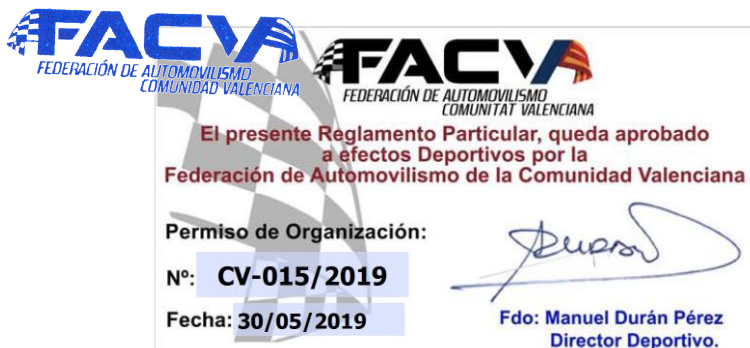 FACVA
FEDERACIÓN DE AUTOMOVILISMO
COMUNIDAD VALENCIANA
FACVA
FEDERACIÓN DE AUTOMOVILISMO
COMUNITAT VALENCIANA
El presente Reglamento Particular, queda aprobado
a efectos Deportivos por la
Federación de Automovilismo de la Comunidad Valenciana
Permiso de Organización:
Nº: CV-015/2019
Fecha: 30/05/2019
Fdo: Manuel Durán Pérez
Director Deportivo.